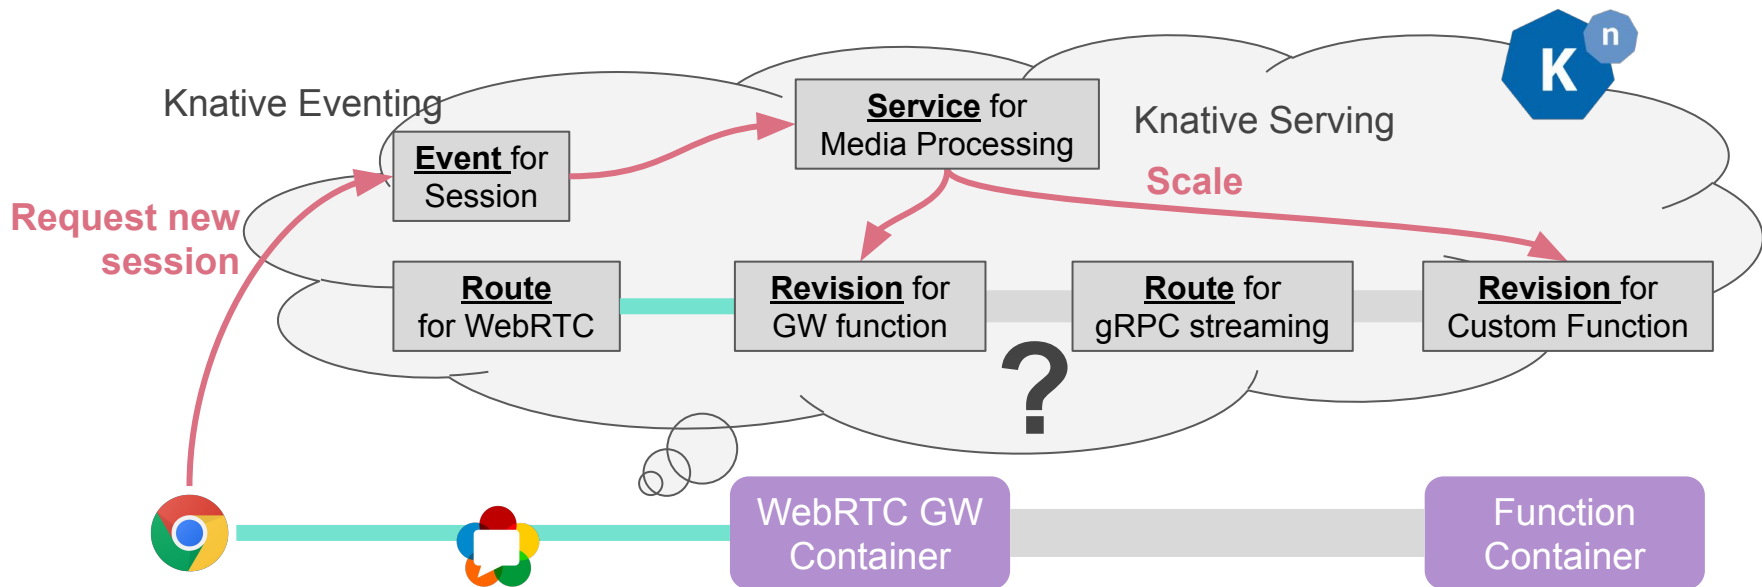 Knative Eventing
Service for
Media Processing
Knative Serving
K
n
Event for
Session
Scale
Request new
session
Route
for WebRTC
Revision for
GW function
Route for
gRPC streaming
Revision for
Custom Function
?
WebRTC GW
Container
Function
Container